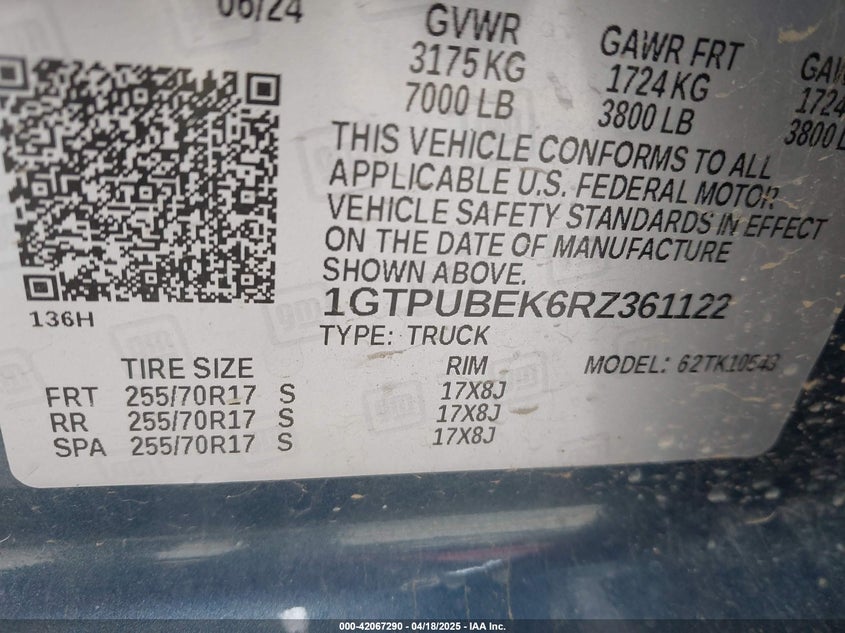 06/24
GVWR
3175 KG
7000 LB
GAWR FRT
1724 KG
3800 LB
1724
3800
THIS VEHICLE CONFORMS TO ALL
APPLICABLE U.S. FEDERAL MOTOR
VEHICLE SAFETY STANDARDS IN EFFECT
ON THE DATE OF MANUFACTURE
SHOWN ABOVE.
1GTPUBEK6RZ361122
136H
TYPE: TRUCK
TIRE SIZE RIM MODEL: 62TK10543
FRT 255/70R17 S 17X8J
RR 255/70R17 S 17X8J
SPA 255/70R17 S 17X8J
000-42067290 - 04/18/2025 - IAA Inc.